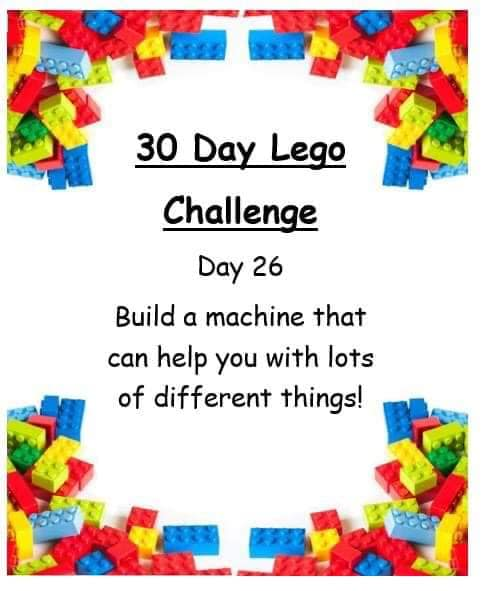 30 Day Lego
Challenge
Day 26
Build a machine that
can help you with lots
of different things!